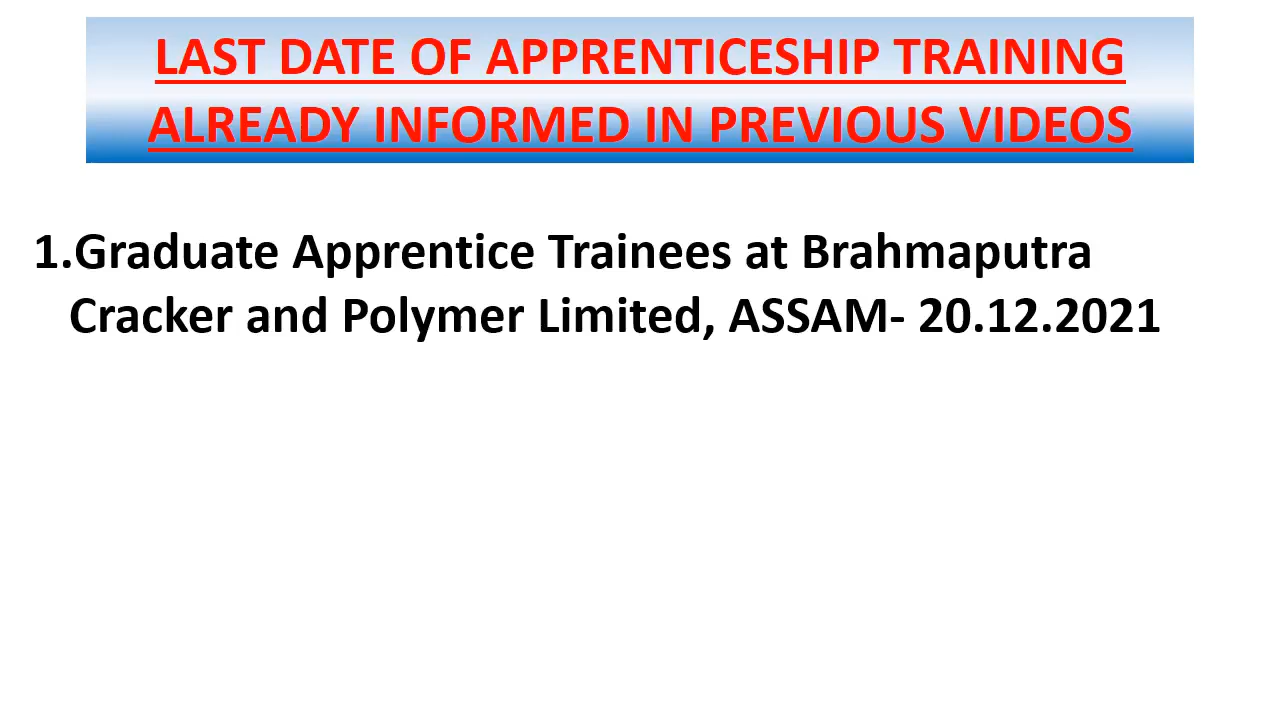 LAST DATE OF APPRENTICESHIP TRAINING
ALREADY INFORMED IN PREVIOUS VIDEOS
1.Graduate Apprentice Trainees at Brahmaputra
Cracker and Polymer Limited, ASSAM- 20.12.2021